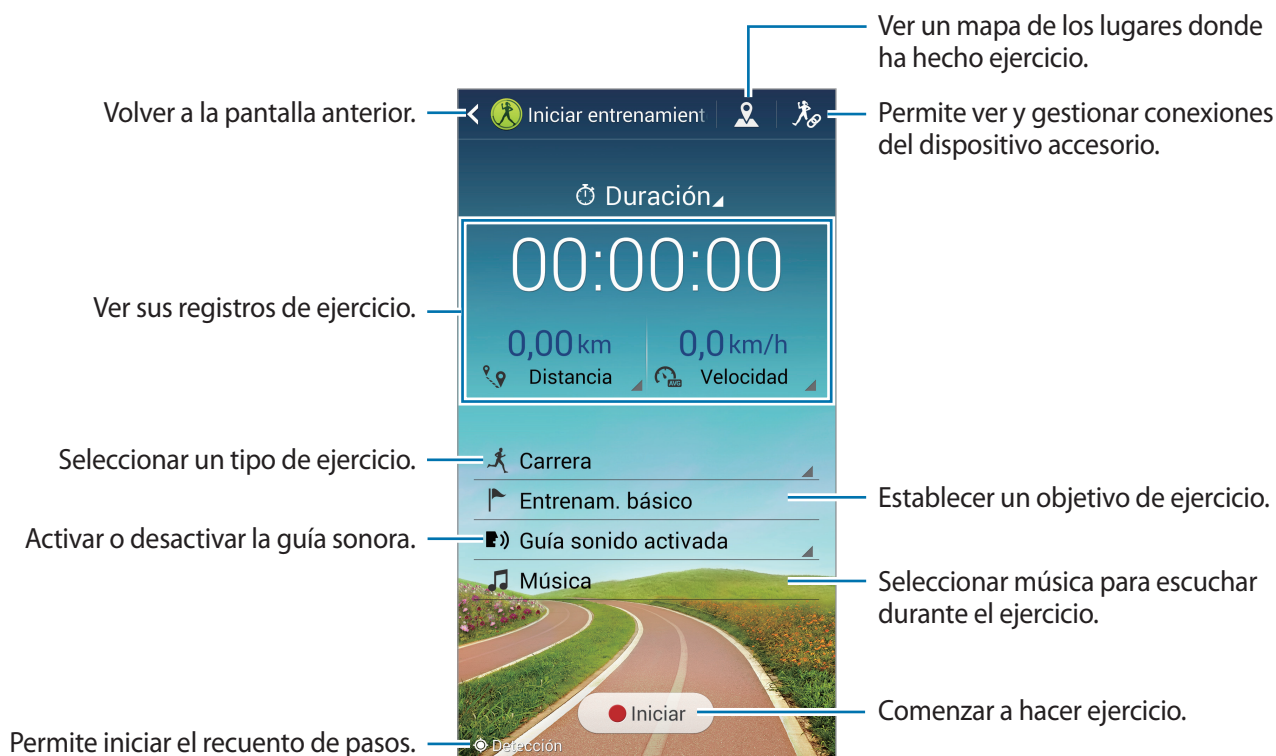 Ver un mapa de los lugares donde
ha hecho ejercicio.
Volver a la pantalla anterior.
Iniciar entrenamient
Permite ver y gestionar conexiones
del dispositivo accesorio.
Duración
00:00:00
Ver sus registros de ejercicio.
0,00 km
0,0 km/h
Distancia
AVG
Velocidad
Seleccionar un tipo de ejercicio.
Carrera
Entrenam. básico
Establecer un objetivo de ejercicio.
Activar o desactivar la guía sonora.
Guía sonido activada
Música
Seleccionar música para escuchar
durante el ejercicio.
Iniciar
Comenzar a hacer ejercicio.
Permite iniciar el recuento de pasos.
Detección